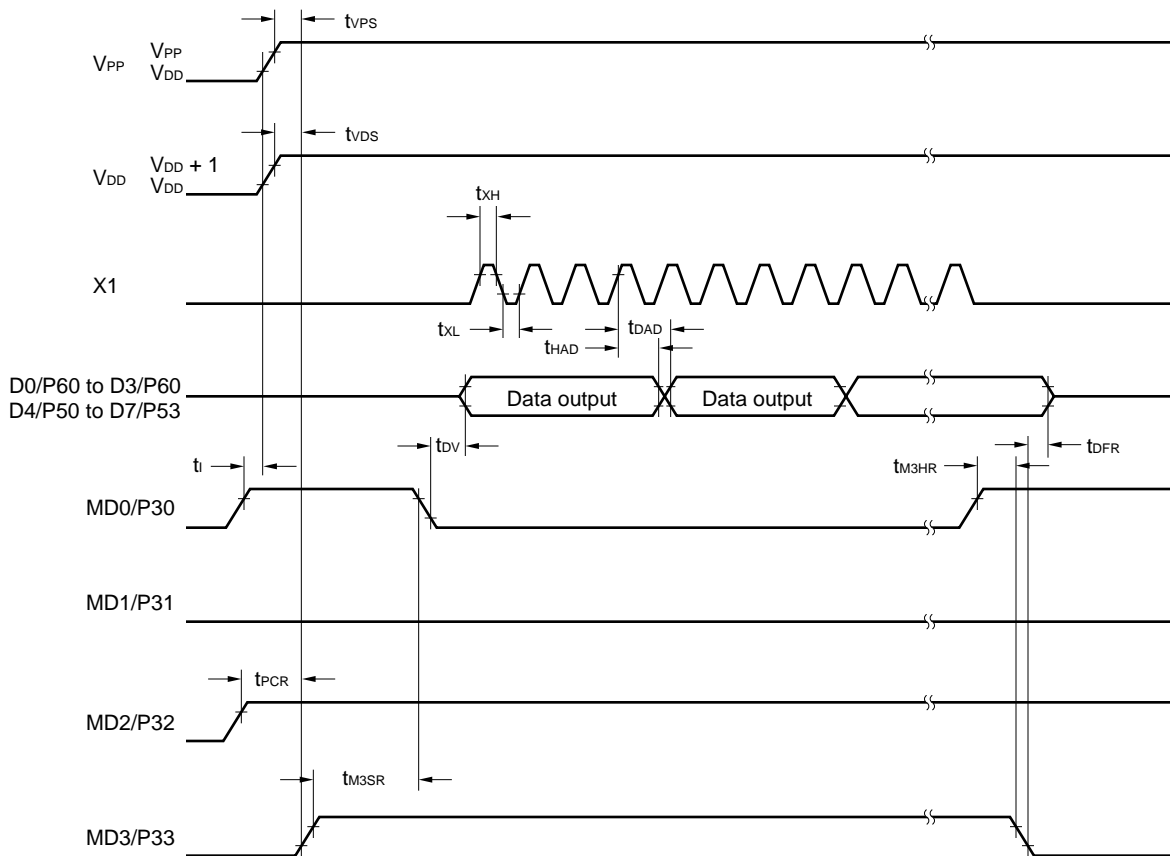 tVPS
VPP
VPP
VDD
tVDS
VDD
VDD + 1
VDD
tXH
X1
tXL
tDAD
tHAD
D0/P60 to D3/P60
D4/P50 to D7/P53
Data output
Data output
tDV
tDFR
tI
tM3HR
MD0/P30
MD1/P31
tPCR
MD2/P32
tM3SR
MD3/P33